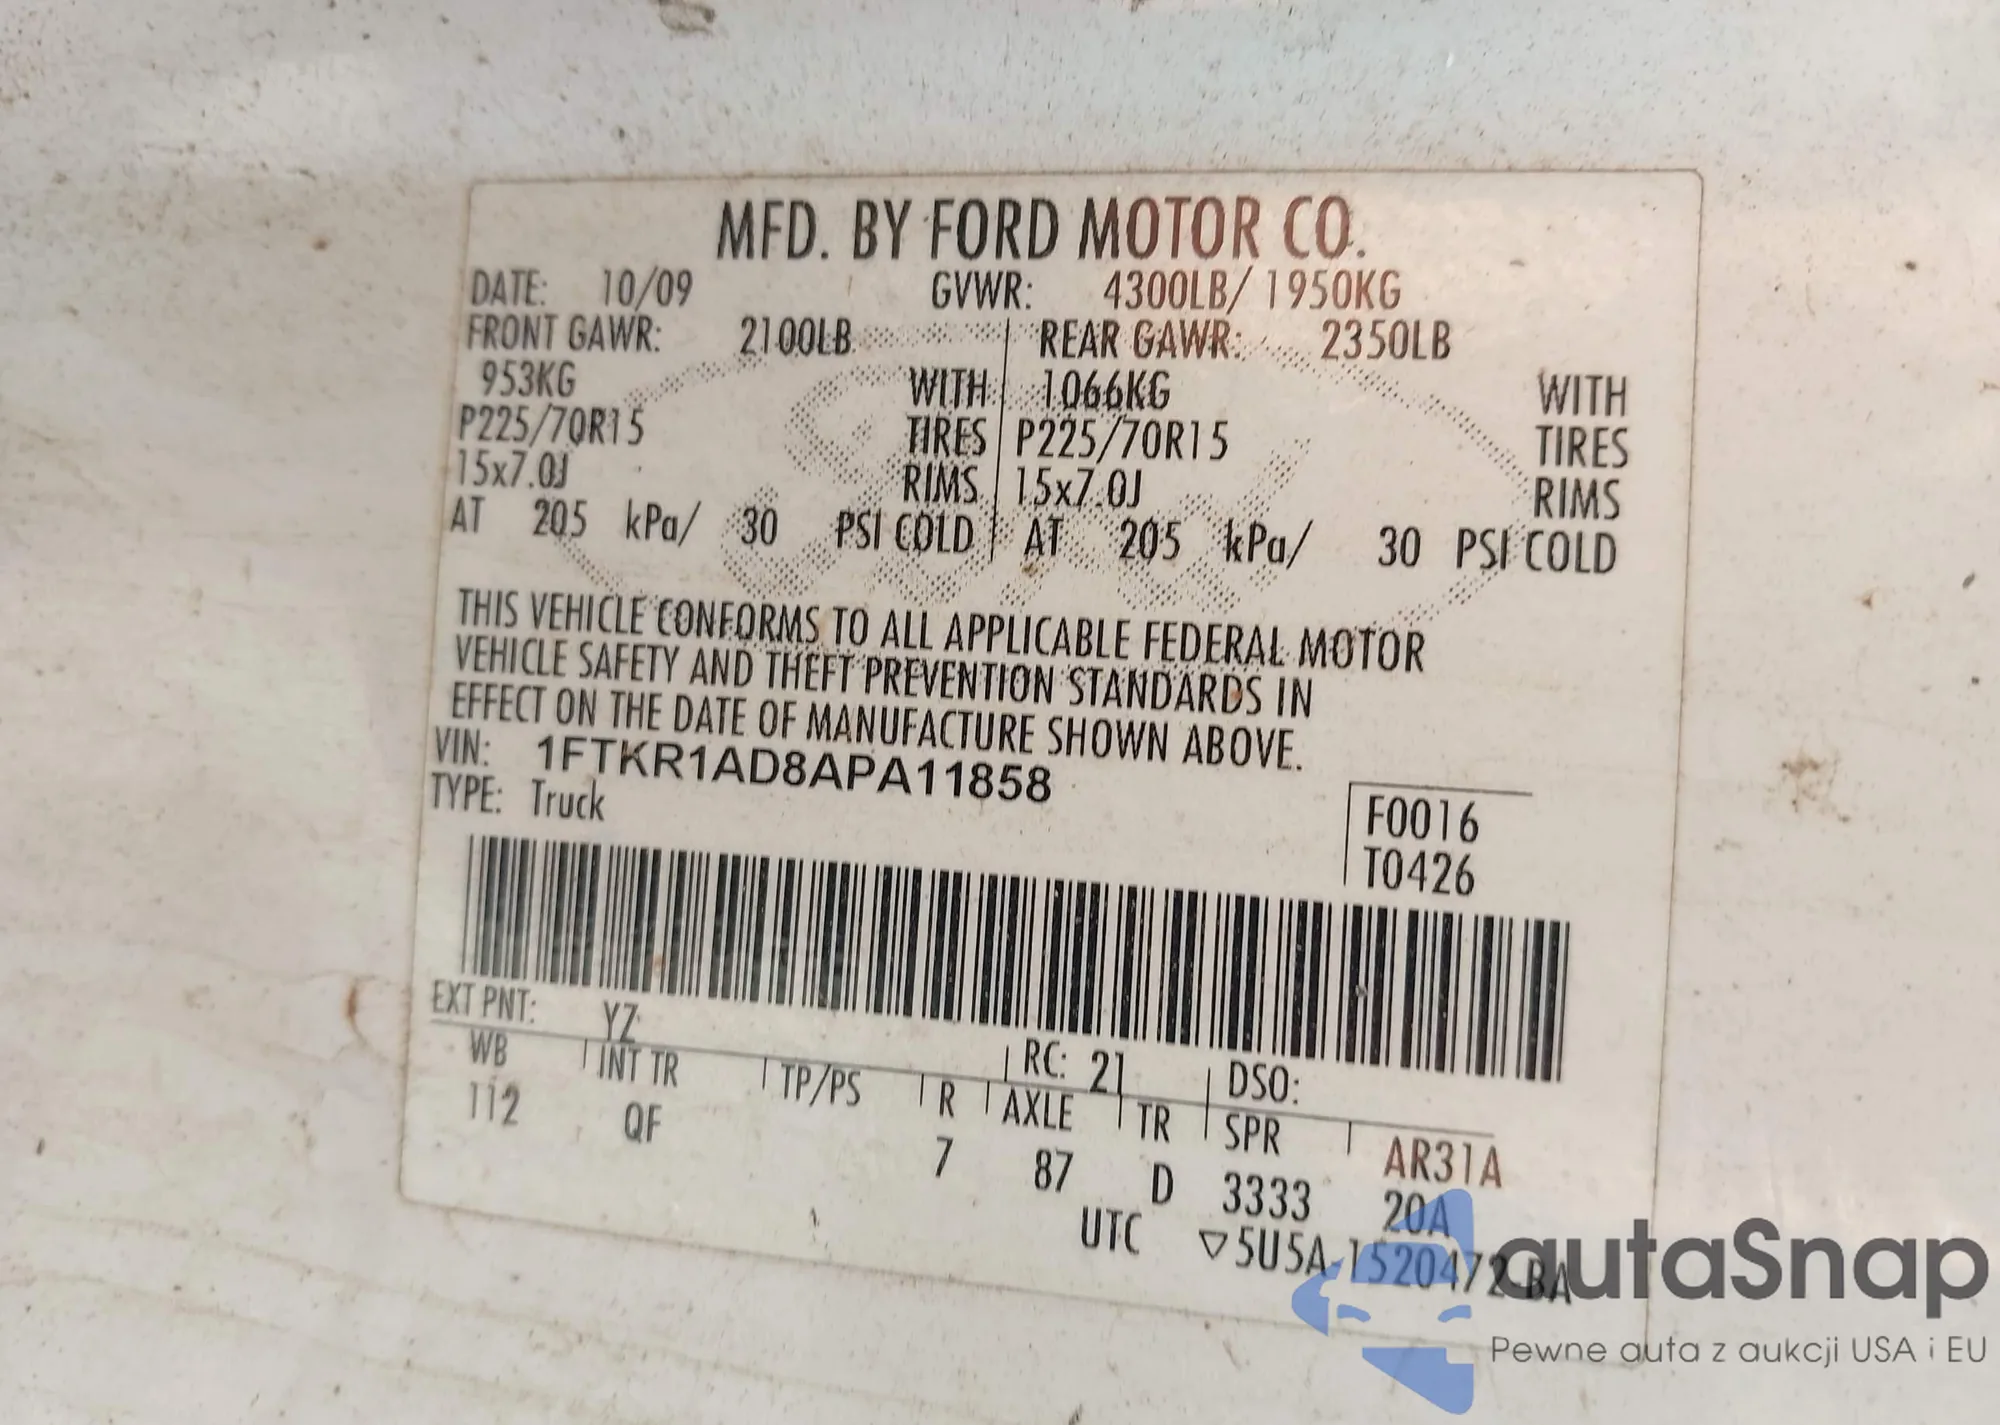 MFD. BY FORD MOTOR CO.
DATE: 10/09 GVWR: 4300LB/ 1950KG
FRONT GAWR: 2100LB REAR GAWR: 2350LB
953KG WITH 1066KG WITH
P225/70R15 TIRES P225/70R15 TIRES
15x7.0J RIMS 15x7.0J RIMS
AT 205 kPa/ 30 PSI COLD AT 205 kPa/ 30 PSI COLD
THIS VEHICLE CONFORMS TO ALL APPLICABLE FEDERAL MOTOR
VEHICLE SAFETY AND THEFT PREVENTION STANDARDS IN
EFFECT ON THE DATE OF MANUFACTURE SHOWN ABOVE.
VIN: 1FTKR1AD8APA11858
TYPE: Truck
F0016
T0426
EXT PNT: YZ RC: 21 DSO:
WB INT TR TP/PS R AXLE TR SPR AR31A
112 QF 7 87 D 3333 20A
UTC ▽5U5A-1520472-BA
autaSnap
Pewne auta z aukcji USA i EU